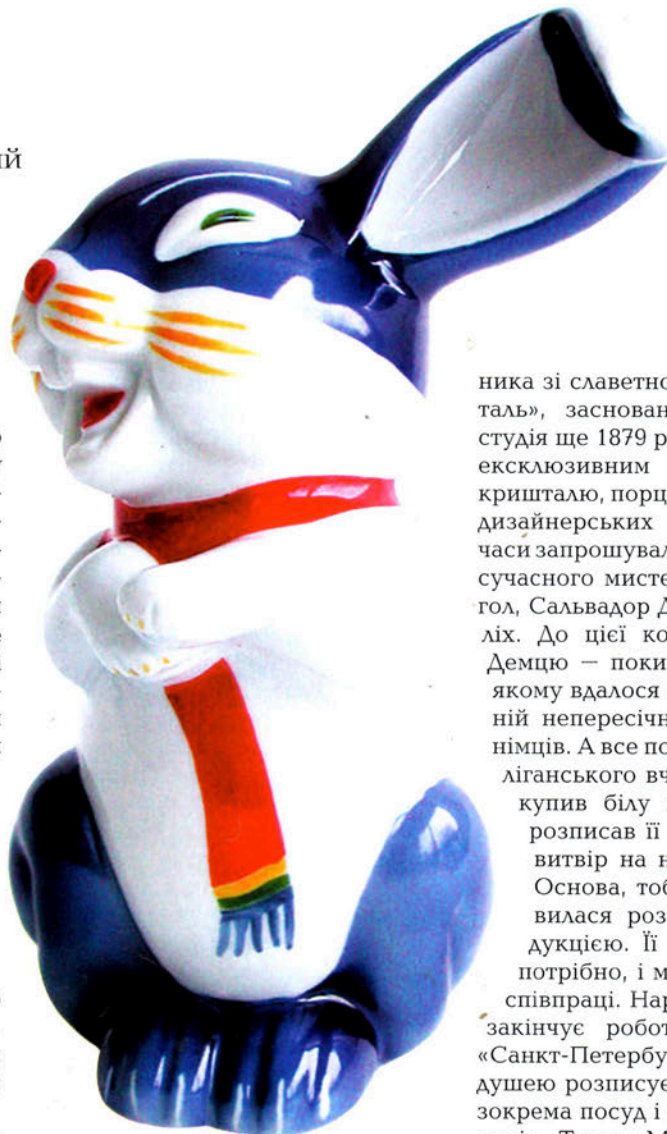 ий
ника зі славетно
таль», заснован
студія ще 1879 р
ексклюзивним
кришталю, порц
дизайнерських
часи запрошувал
сучасного мисте
гол, Сальвадор Д
ліх. До цієї ко
Демцю – поки
якому вдалося
ній непересічн
німців. А все по
ліганського вч
купив білу
розписав її
витвір на н
Основа, тоб
вилася роз
дукцією. Її
потрібно, і м
співпраці. Нар
закінчує робот
«Санкт-Петербу
душею розписує
зокрема посуд і